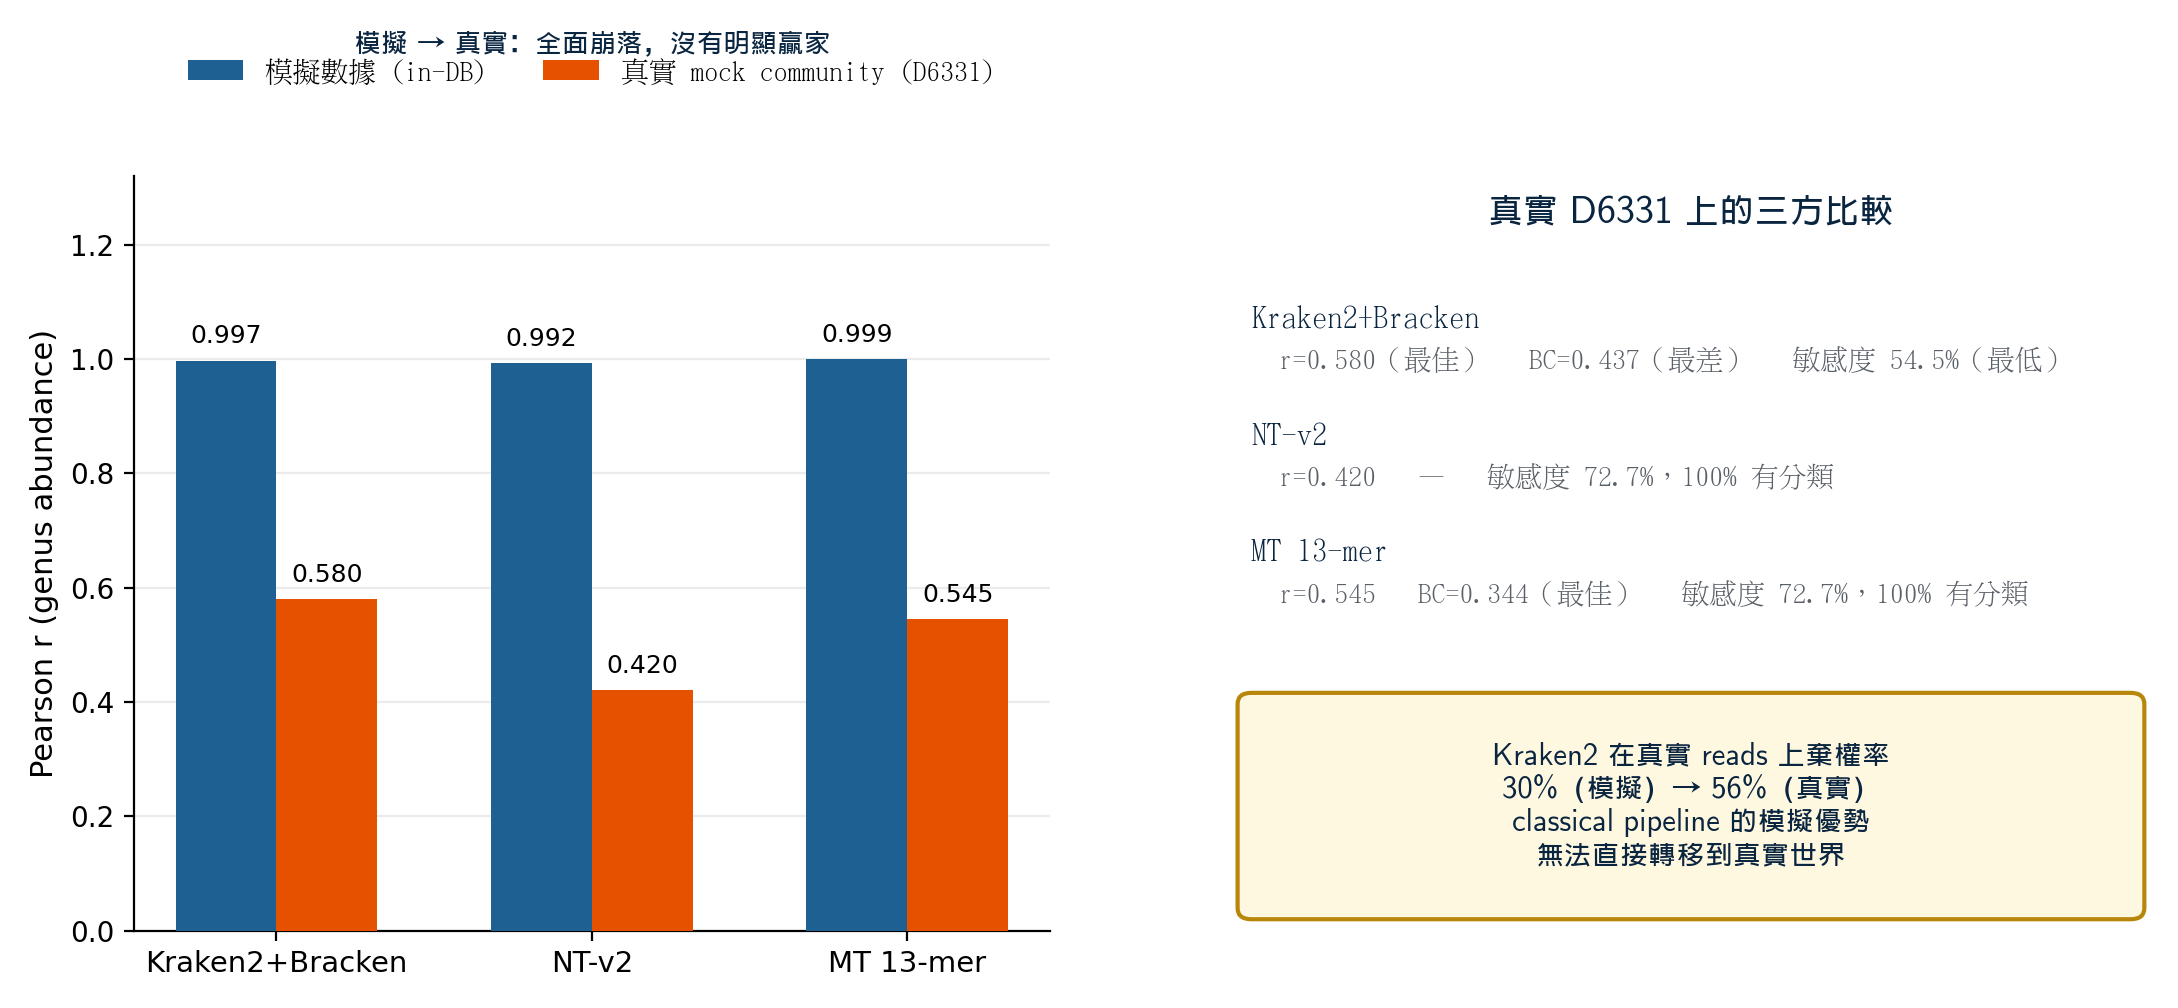 模擬 → 真實：全面崩落，沒有明顯贏家
模擬數據 (in-DB)
真實 mock community (D6331)
Pearson r (genus abundance)
1.2
1.0
0.8
0.6
0.4
0.2
0.0
0.997
0.580
0.992
0.420
0.999
0.545
Kraken2+Bracken
NT-v2
MT 13-mer
真實 D6331 上的三方比較
Kraken2+Bracken
r=0.580（最佳） BC=0.437（最差） 敏感度 54.5%（最低）
NT-v2
r=0.420 — 敏感度 72.7%，100% 有分類
MT 13-mer
r=0.545 BC=0.344（最佳） 敏感度 72.7%，100% 有分類
Kraken2 在真實 reads 上棄權率
30%（模擬）→ 56%（真實）
classical pipeline 的模擬優勢
無法直接轉移到真實世界